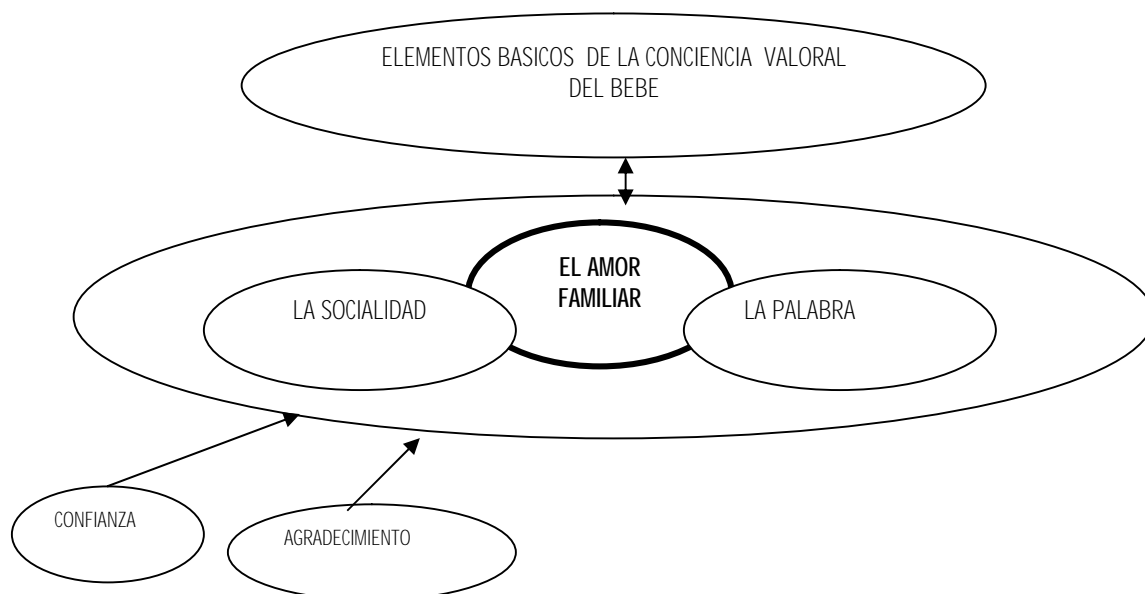 ELEMENTOS BASICOS DE LA CONCIENCIA VALORAL
DEL BEBE
EL AMOR
FAMILIAR
LA SOCIALIDAD
LA PALABRA
CONFIANZA
AGRADECIMIENTO